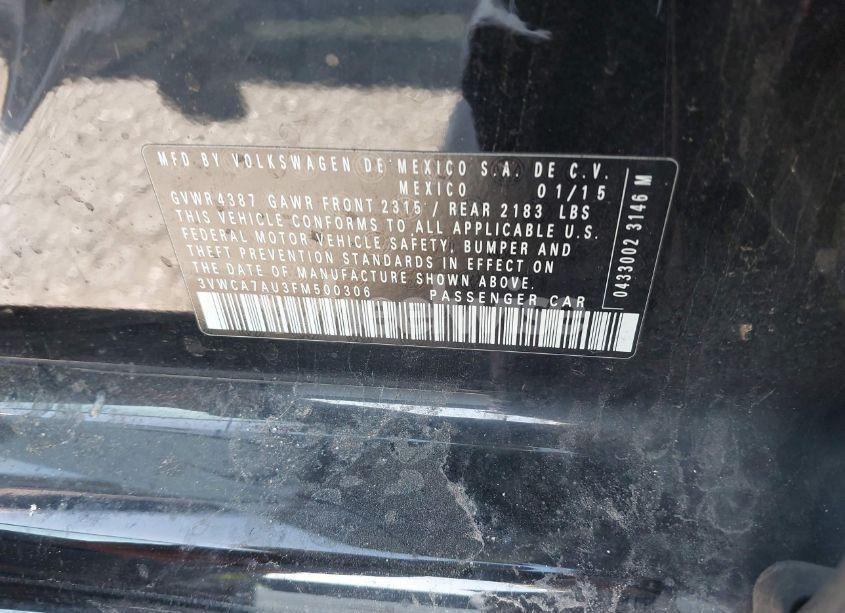 MFD BY VOLKSWAGEN DE MEXICO S.A. DE C.V.
MEXICO 01/15
GVWR 4387 GAWR FRONT 2315 / REAR 2183 LBS
THIS VEHICLE CONFORMS TO ALL APPLICABLE U.S.
FEDERAL MOTOR VEHICLE SAFETY, BUMPER AND
THEFT PREVENTION STANDARDS IN EFFECT ON
THE DATE OF MANUFACTURE SHOWN ABOVE.
3VWCA7AU3FM500306 PASSENGER CAR
0433002 3146 M